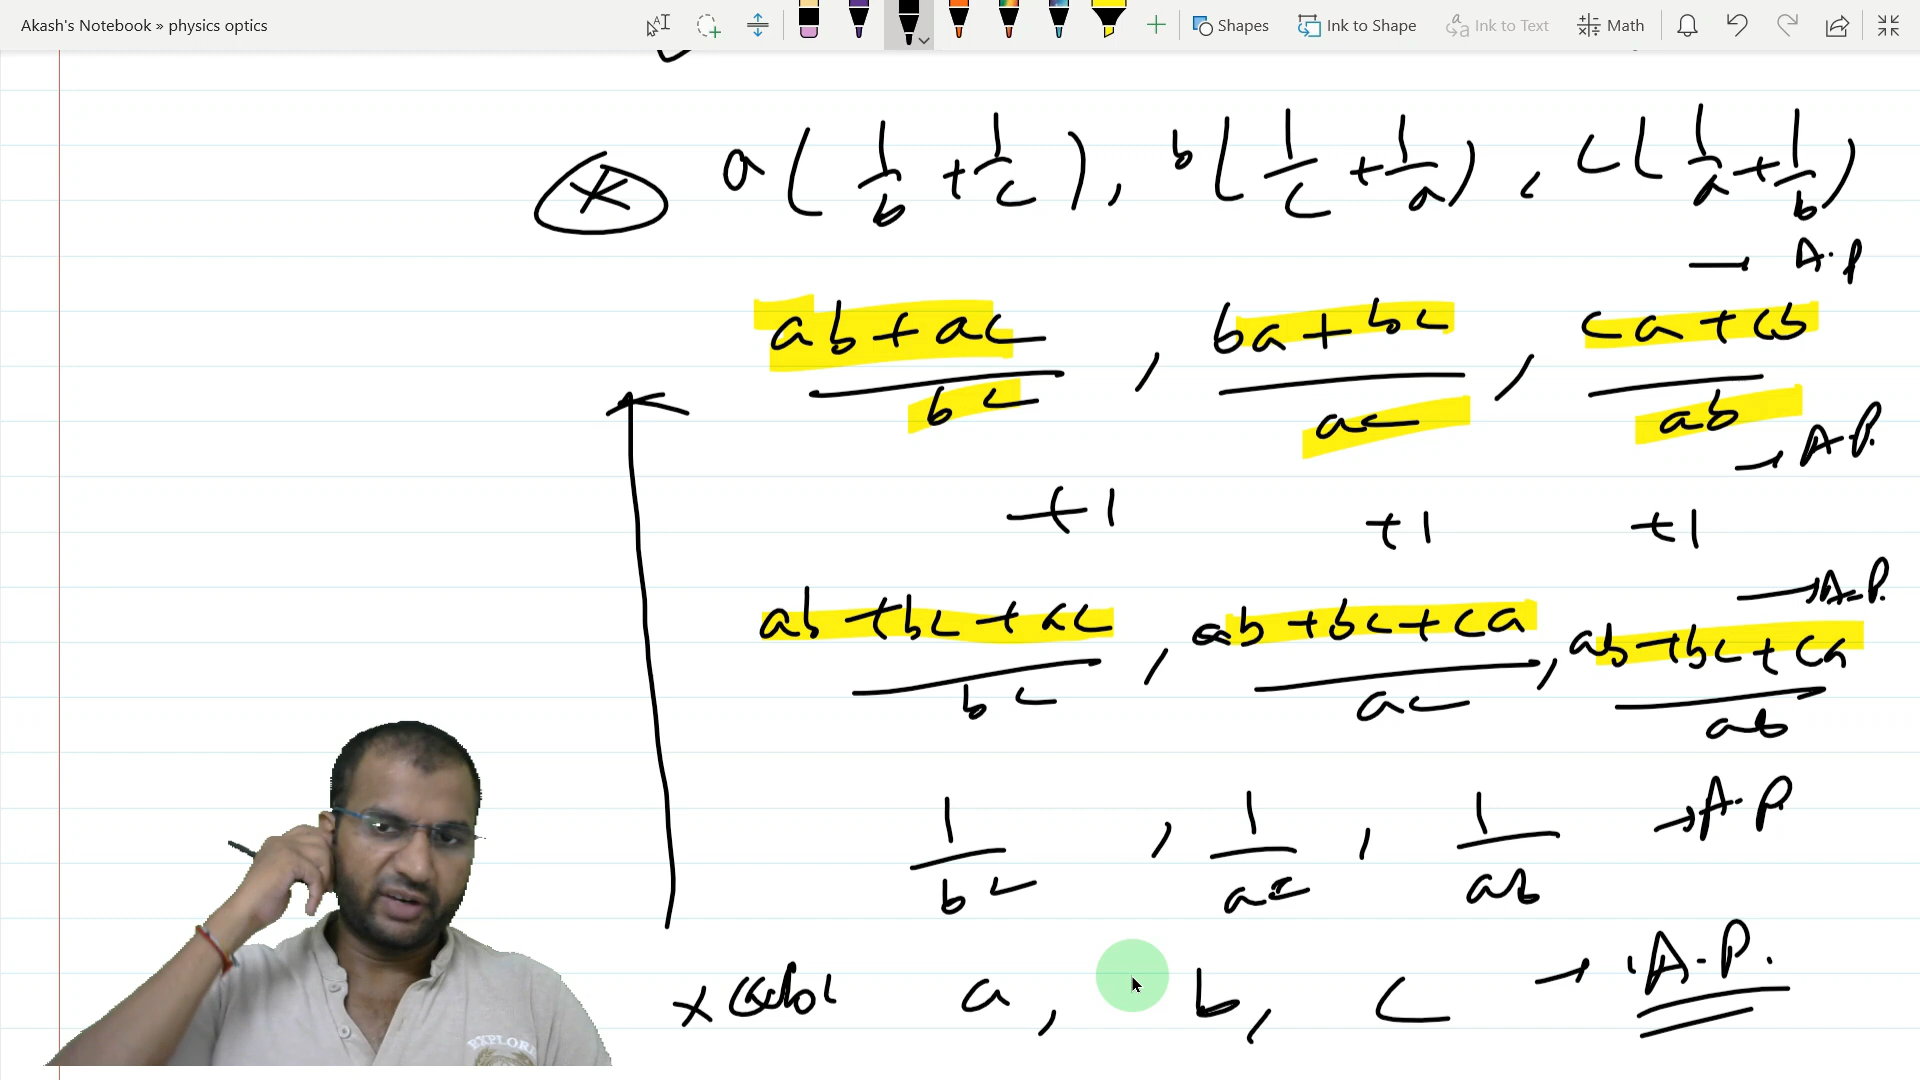 Akash's Notebook » physics optics
Shapes Ink to Shape Ink to Text Math
a(1/b + 1/c), b(1/c + 1/a), c(1/a + 1/b)
→ A.P
ab+ac/bc, ba+bc/ac, ca+cb/ab
→ A.P.
+1 +1 +1
→ A.P.
ab+bc+ac/bc, ab+bc+ca/ac, ab+bc+ca/ab
1/bc, 1/ac, 1/ab → A.P
a, b, c → A.P.
EXPLOR